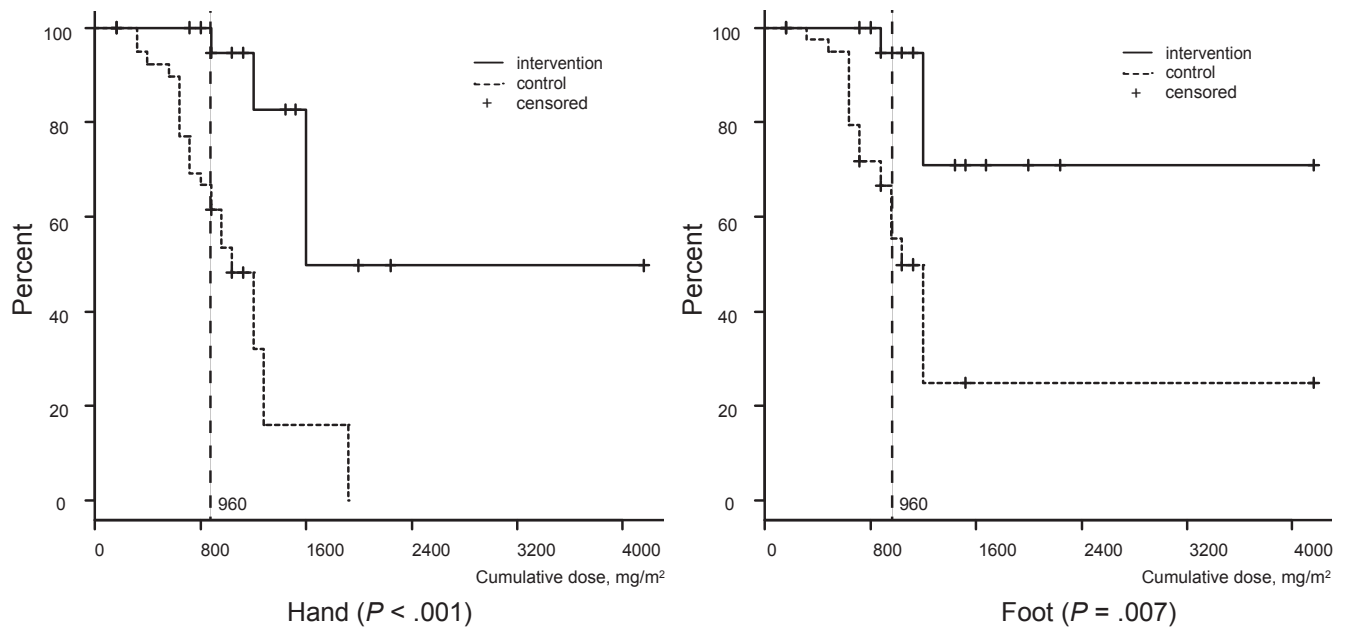 100
80
60
40
20
0
Percent
intervention
control
censored
960
0 800 1600 2400 3200 4000
Cumulative dose, mg/m²
Hand (P < .001)
100
80
60
40
20
0
Percent
intervention
control
censored
960
0 800 1600 2400 3200 4000
Cumulative dose, mg/m²
Foot (P = .007)